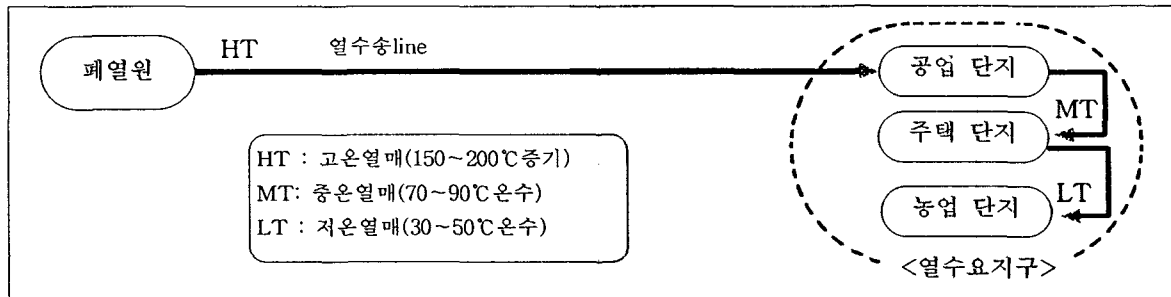 폐열원
HT 열수송line
공업 단지
MT
주택 단지
HT : 고온열매(150~200℃증기)
MT: 중온열매(70~90℃온수)
LT : 저온열매(30~50℃온수)
LT
농업 단지
<열수요지구>